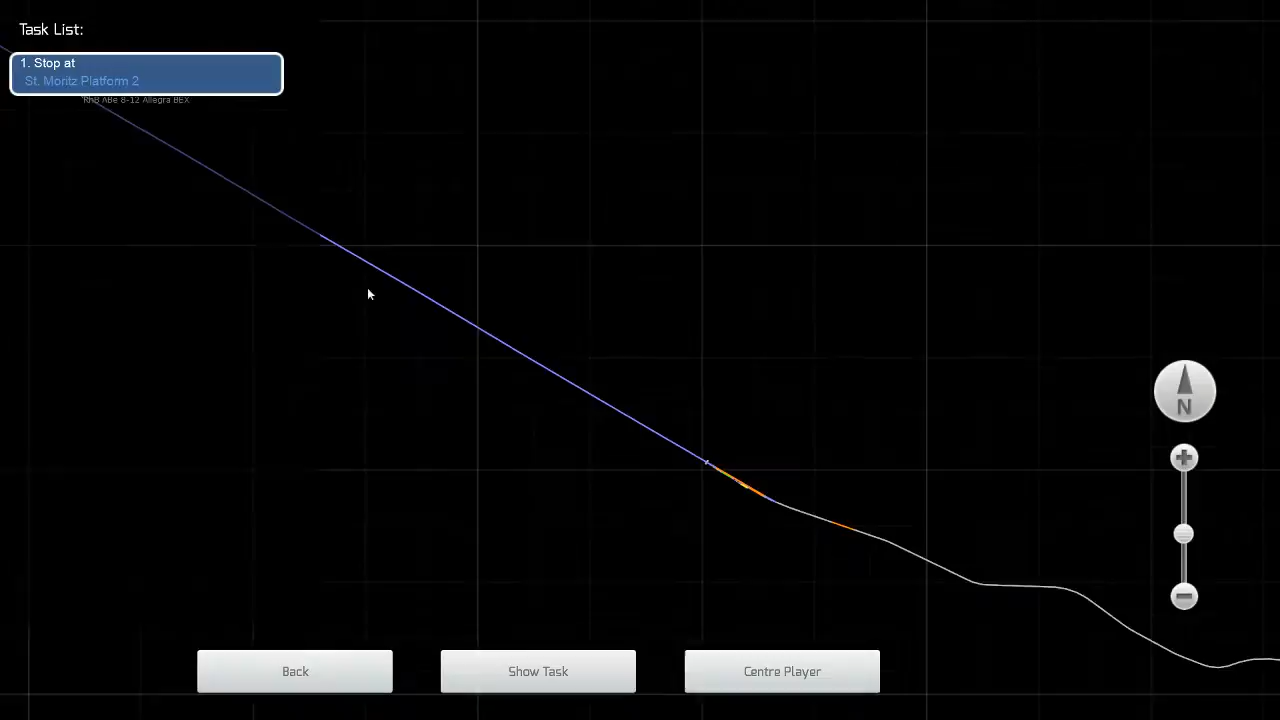 Task List:
1. Stop at
St. Moritz Platform 2
RhB ABe 8-12 Allegra BEX
N
Back
Show Task
Centre Player